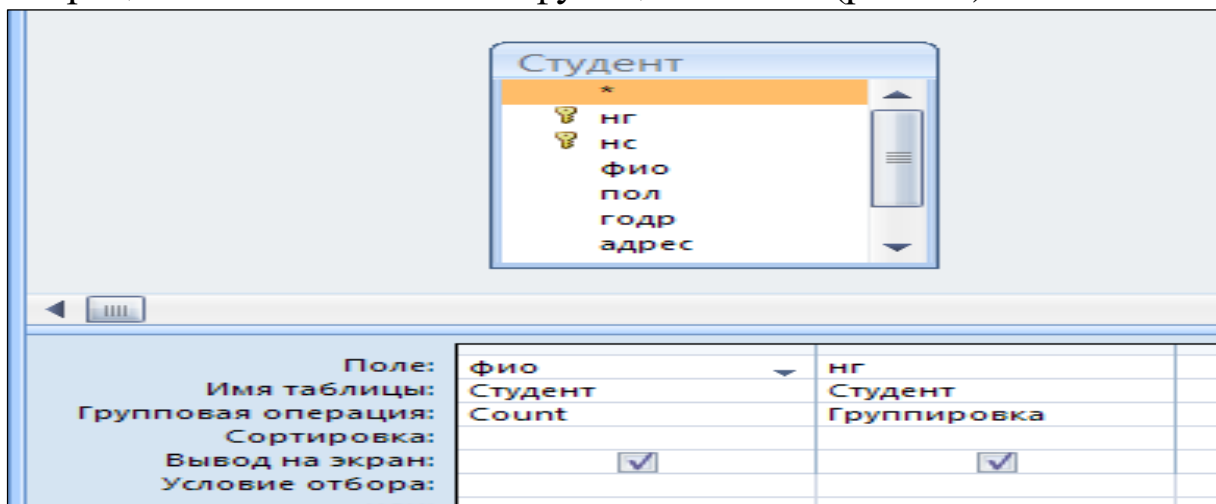 Студент
*
нг
нс
фио
пол
годр
адрес
Поле: фио нг
Имя таблицы: Студент Студент
Групповая операция: Count Группировка
Сортировка:
Вывод на экран:
Условие отбора: